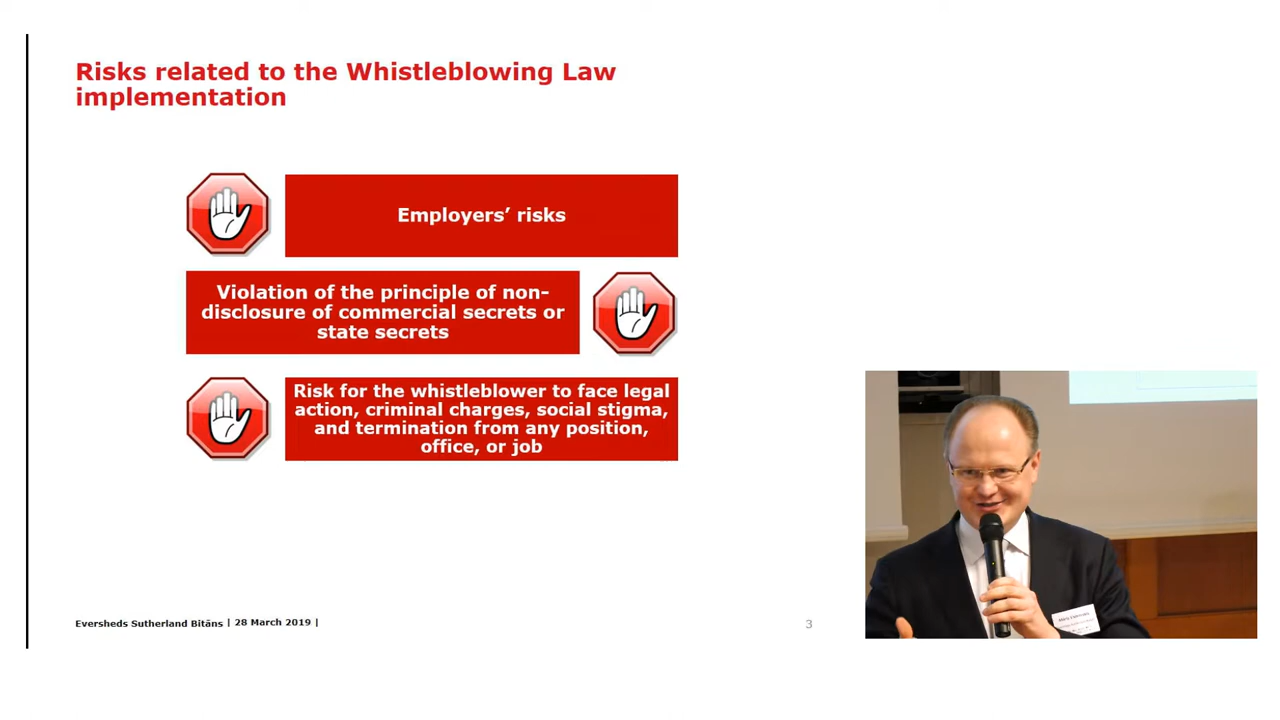 Risks related to the Whistleblowing Law
implementation
Employers’ risks
Violation of the principle of non-
disclosure of commercial secrets or
state secrets
Risk for the whistleblower to face legal
action, criminal charges, social stigma,
and termination from any position,
office, or job
Eversheds Sutherland Bitāns | 28 March 2019 |
3